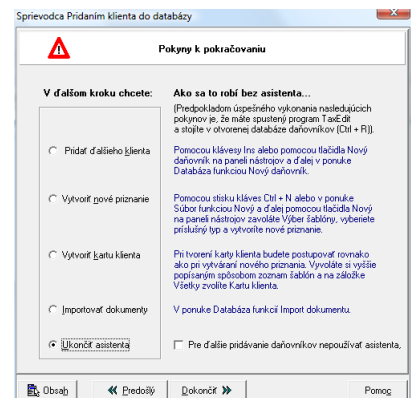 Sprievodca Pridaním klienta do databázy
Pokyny k pokračovaniu
V ďalšom kroku chcete:
Ako sa to robí bez asistenta...
(Predpokladom úspešného vykonania nasledujúcich
pokynov je, že máte spustený program TaxEdit
a stojíte v otvorenej databáze daňovníkov (Ctrl + R)).
Pridať ďalšieho klienta
Pomocou klávesy Ins alebo pomocou tlačidla Nový
daňovník na paneli nástrojov a ďalej v ponuke
Databáza funkciou Nový daňovník.
Vytvoriť nové priznanie
Pomocou stisku kláves Ctrl + N alebo v ponuke
Súbor funkciou Nový a ďalej pomocou tlačidla Nový
na paneli nástrojov zavoláte Výber šablóny, vyberiete
príslušný typ a vytvoríte nové priznanie.
Vytvoriť kartu klienta
Pri tvorení karty klienta budete postupovať rovnako
ako pri vytváraní nového priznania. Vyvoláte si vyššie
popísaným spôsobom zoznam šablón a na záložke
Všetky zvolíte Kartu klienta.
Importovať dokumenty
V ponuke Databáza funkcií Import dokumentu.
Ukončiť asistenta
Pre ďalšie pridávanie daňovníkov nepoužívať asistenta,
Obsah
Predošlý
Dokončiť
Pomoc